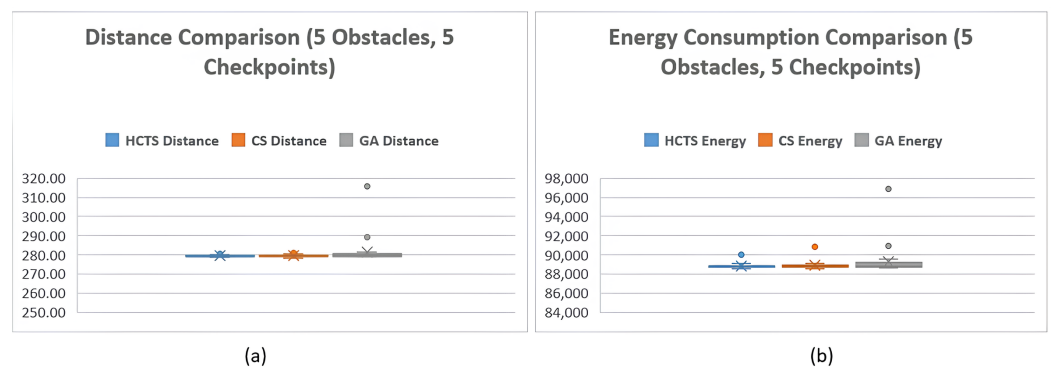 Distance Comparison (5 Obstacles, 5
Checkpoints)
HCTS Distance CS Distance GA Distance
320.00
310.00
300.00
290.00
280.00
270.00
260.00
250.00
(a)
Energy Consumption Comparison (5
Obstacles, 5 Checkpoints)
HCTS Energy CS Energy GA Energy
98,000
96,000
94,000
92,000
90,000
88,000
86,000
84,000
(b)